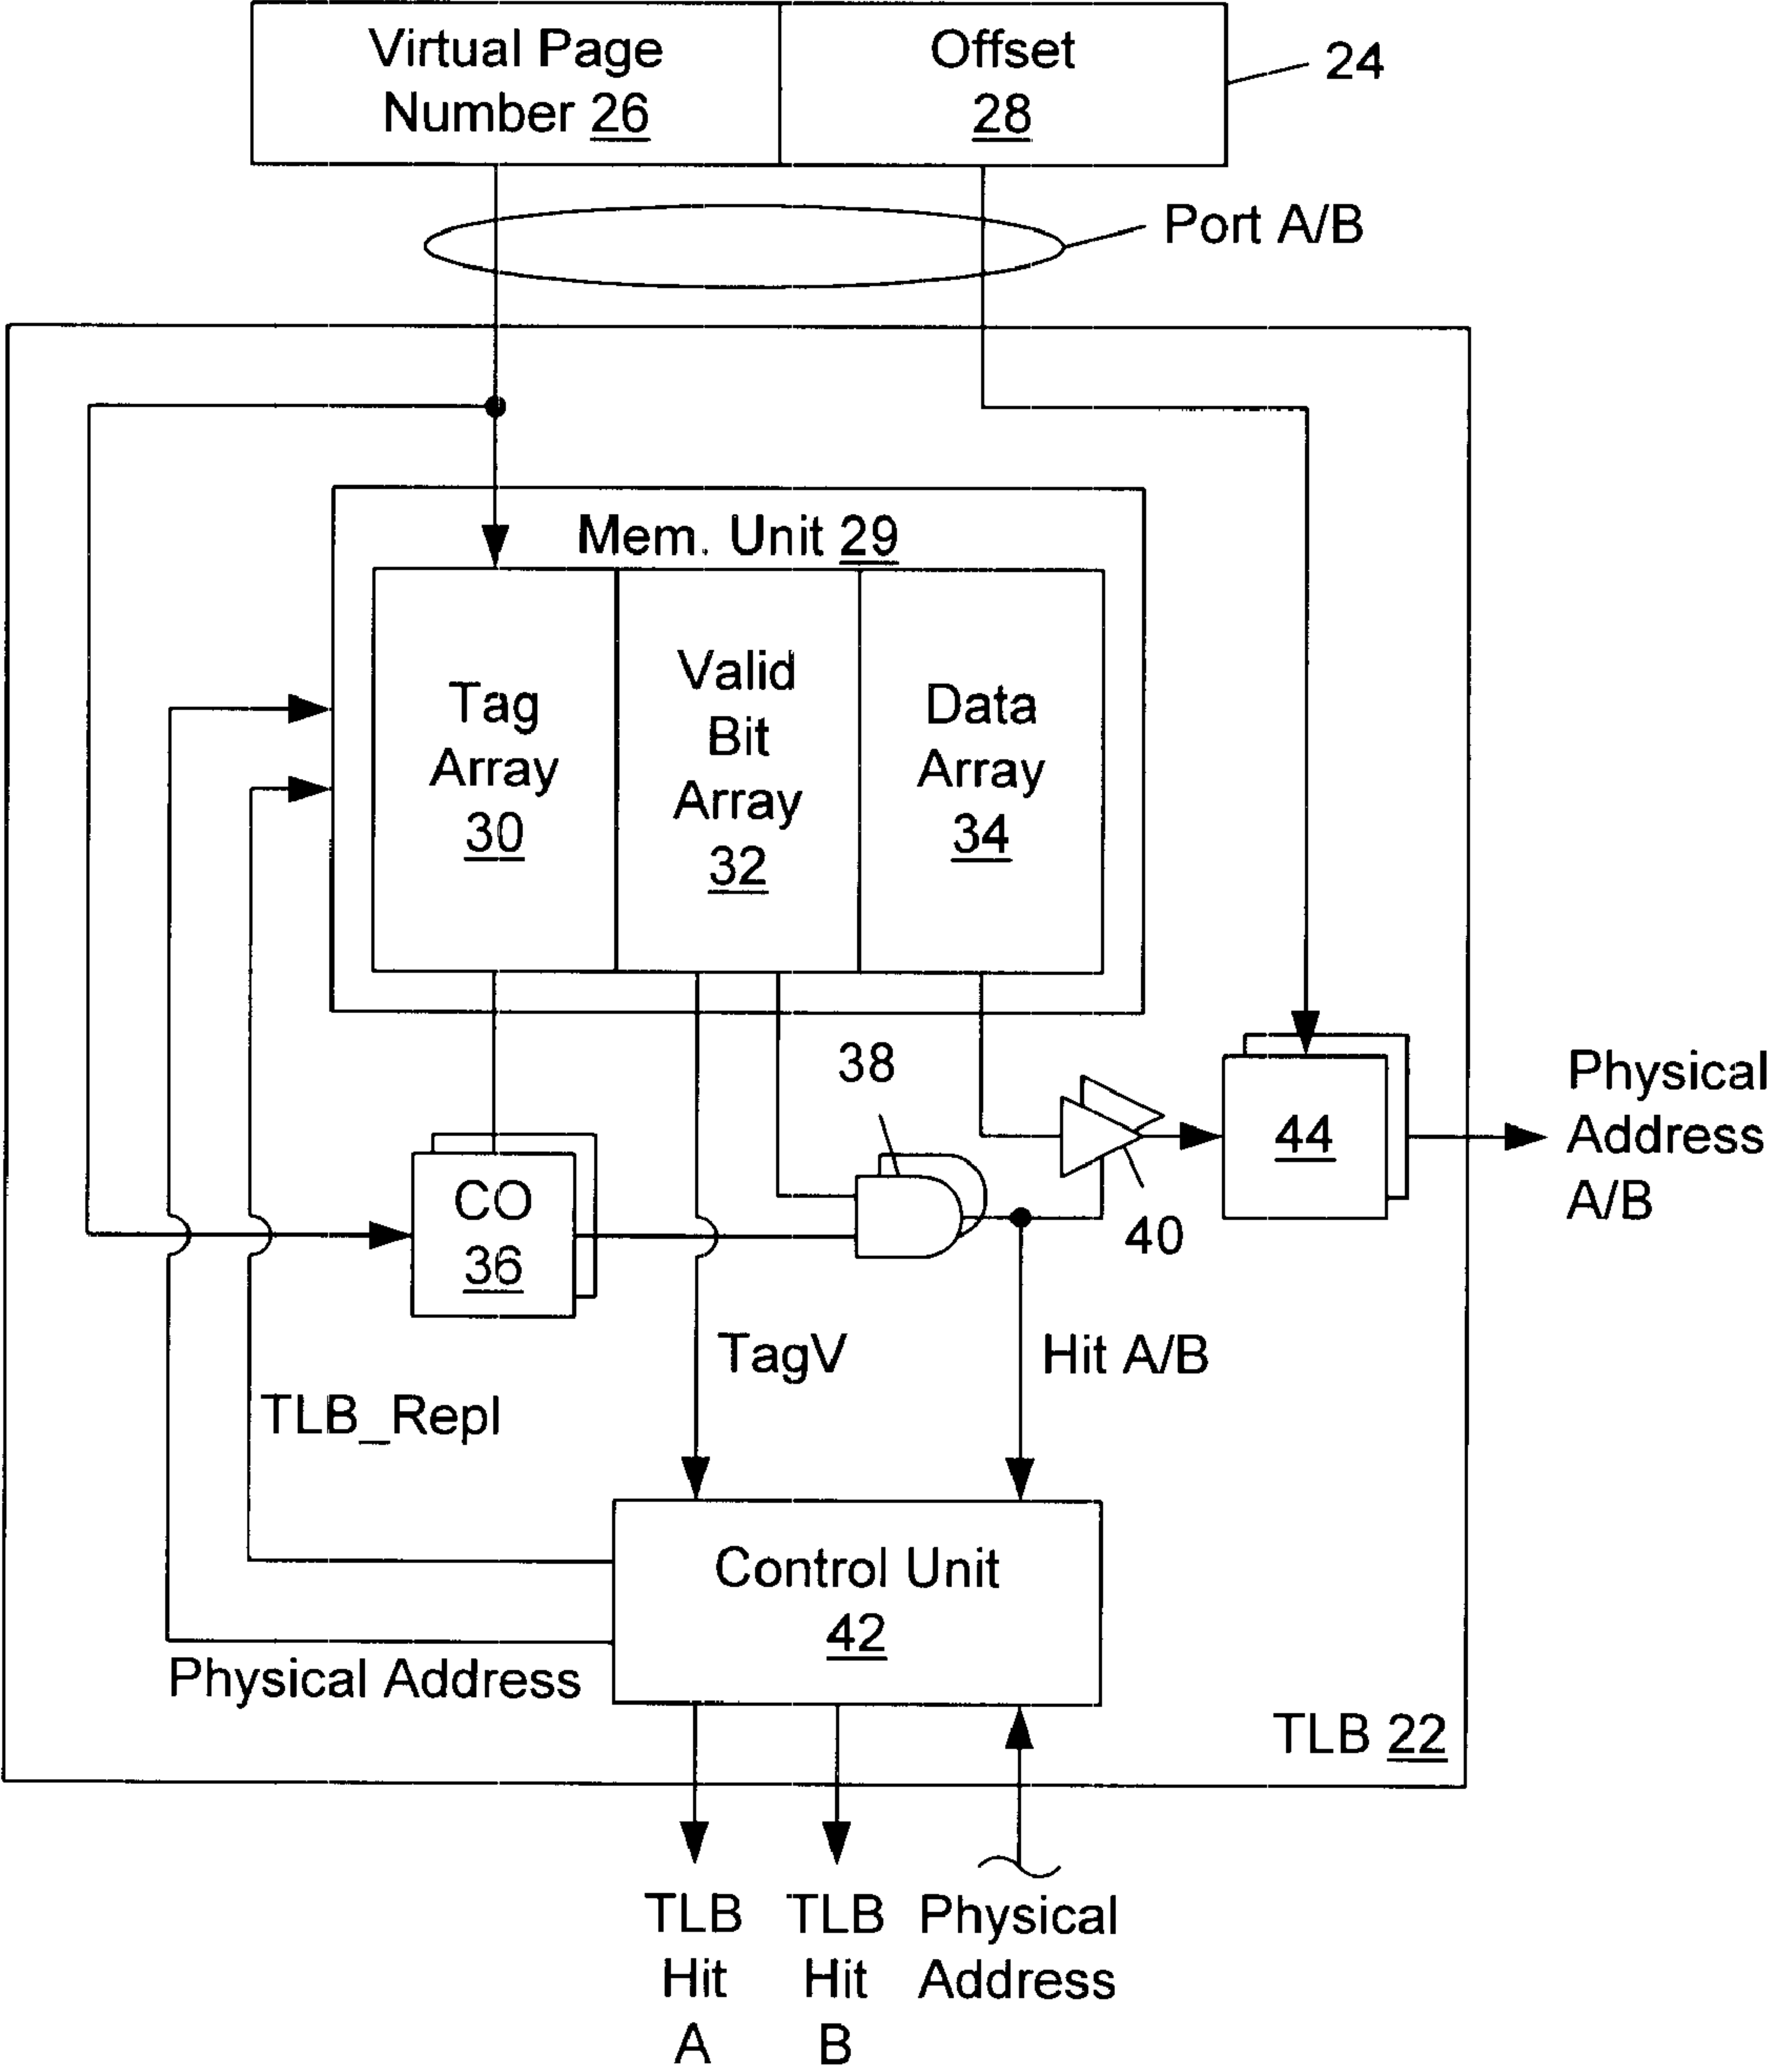 Virtual Page
Number 26
Offset
28
24
Port A/B
Mem. Unit 29
Tag
Array
30
Valid
Bit
Array
32
Data
Array
34
38
40
44
Physical
Address
A/B
CO
36
TagV
Hit A/B
TLB_Repl
Control Unit
42
Physical Address
TLB 22
TLB
Hit
A
TLB
Hit
B
Physical
Address